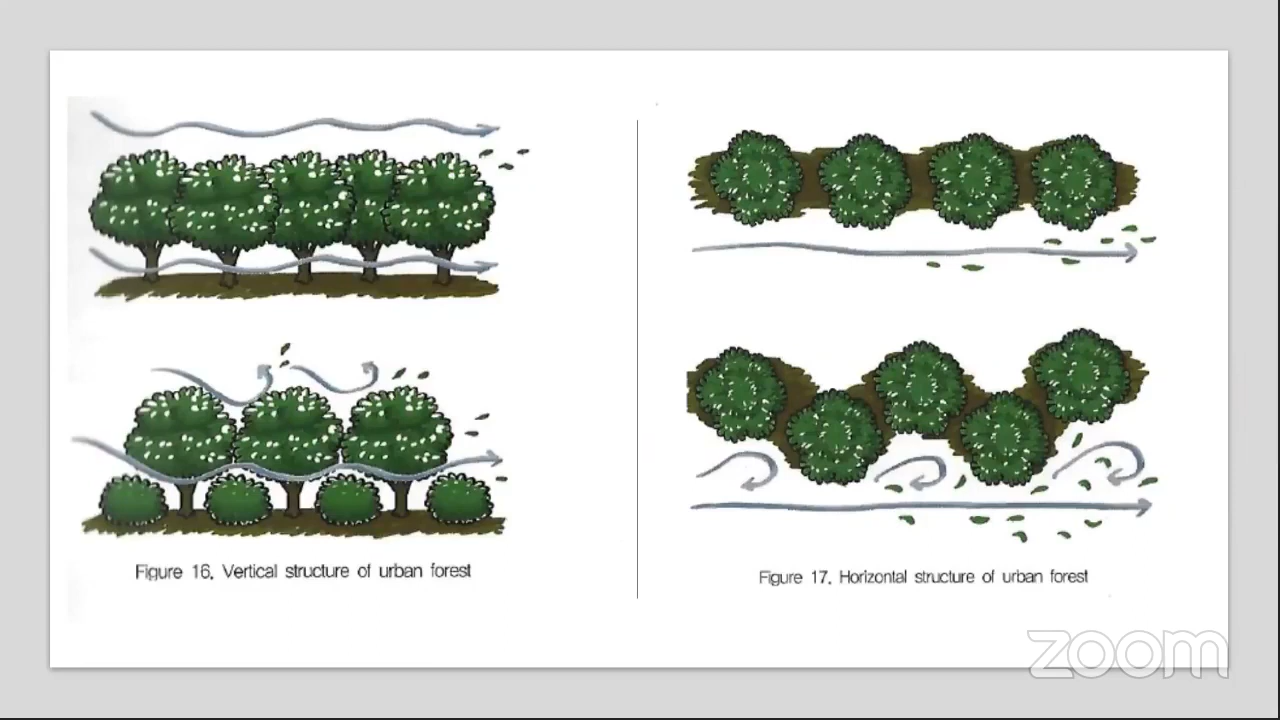 Figure 16. Vertical structure of urban forest
Figure 17. Horizontal structure of urban forest
zoom